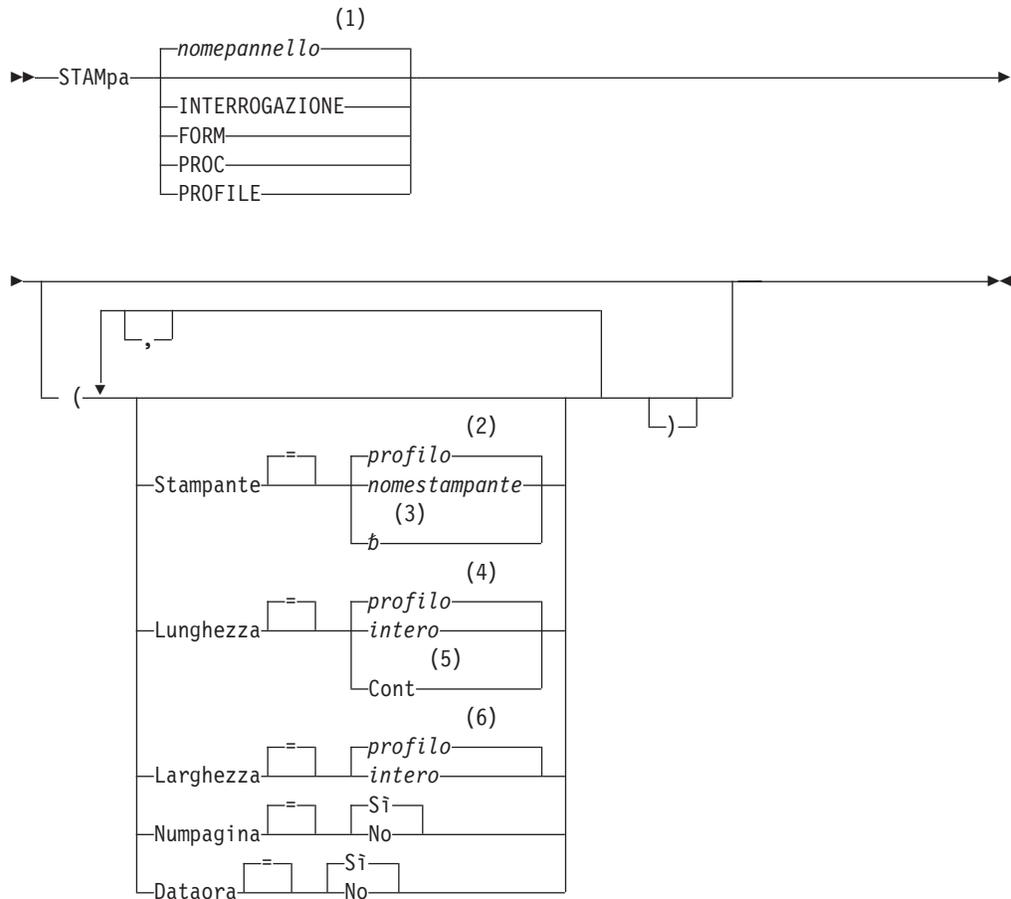 (1)
nomepannello
STAMpa
INTERROGAZIONE
FORM
PROC
PROFILE
,
(
)
(2)
=
profilo
Stampante
nomestampante
(3)
ƀ
(4)
=
profilo
Lunghezza
intero
(5)
Cont
(6)
=
profilo
Larghezza
intero
=
Sì
Numpagina
No
=
Sì
Dataora
No